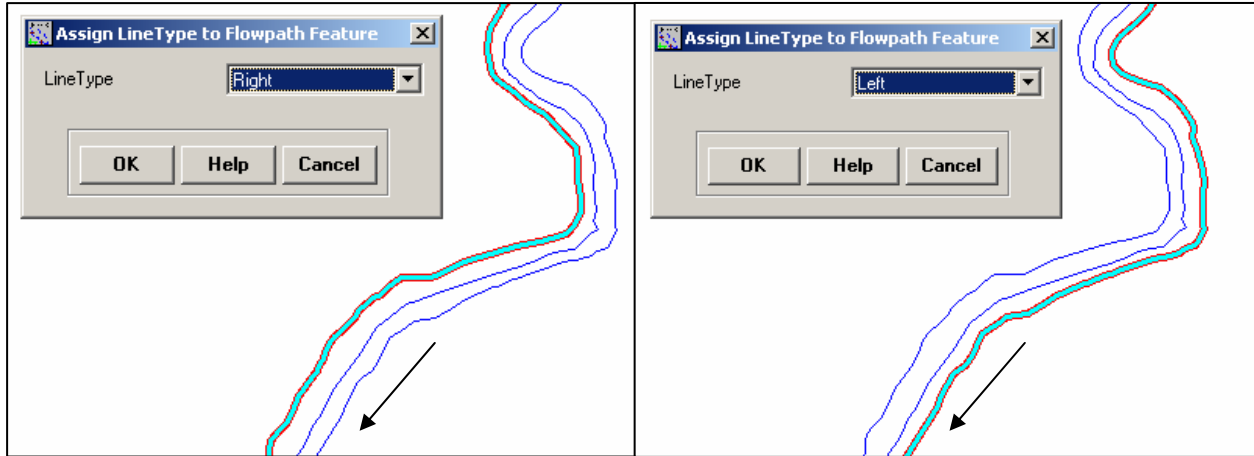 Assign LineType to Flowpath Feature
LineType
Right
OK
Help
Cancel
Assign LineType to Flowpath Feature
LineType
Left
OK
Help
Cancel